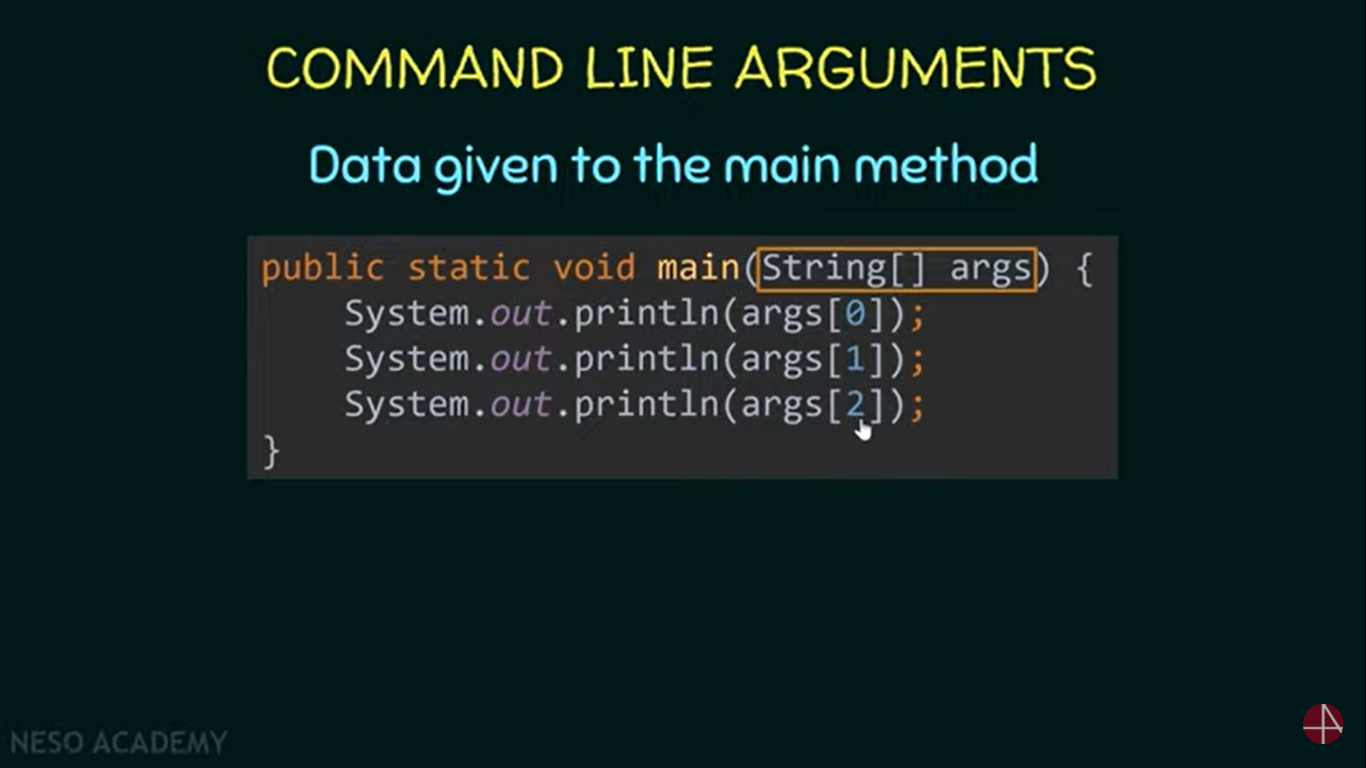 COMMAND LINE ARGUMENTS
Data given to the main method
public static void main(String[] args) {
    System.out.println(args[0]);
    System.out.println(args[1]);
    System.out.println(args[2]);
}
NESO ACADEMY